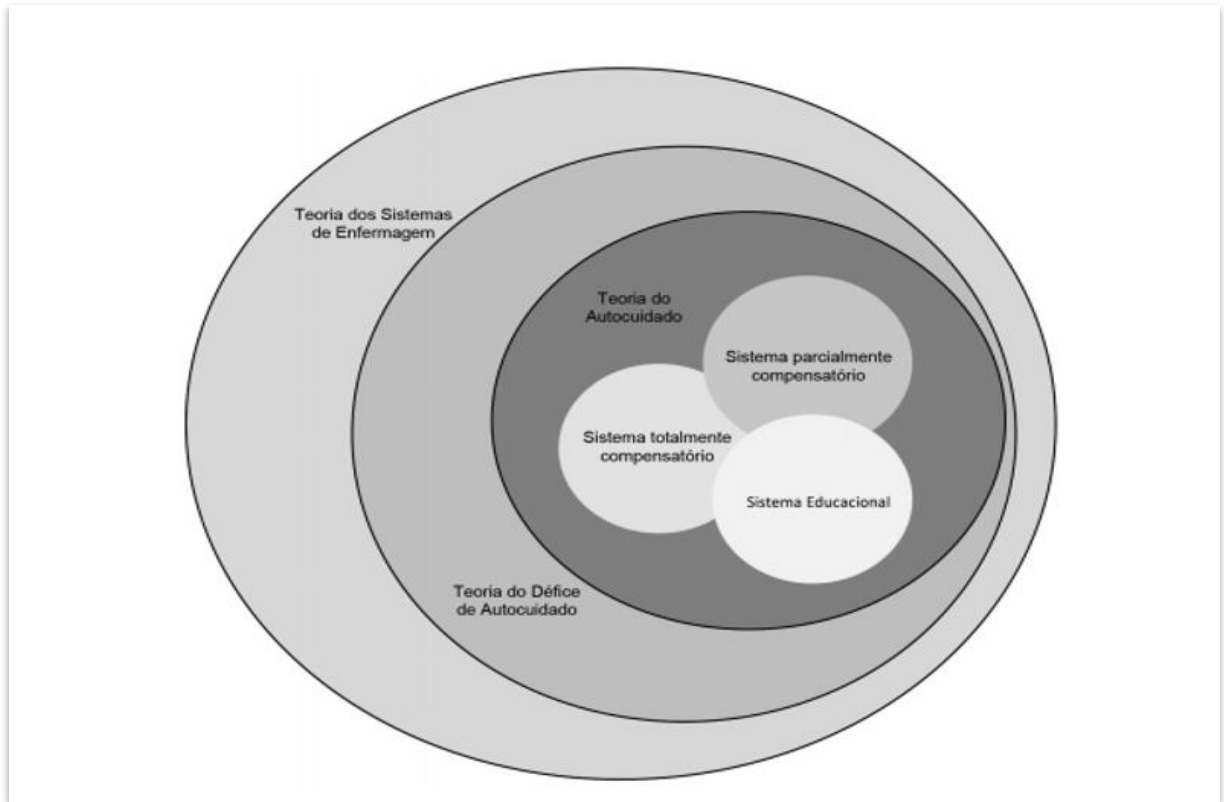 Teoria dos Sistemas
de Enfermagem
Teoria do
Autocuidado
Sistema parcialmente
compensatório
Sistema totalmente
compensatório
Sistema Educacional
Teoria do Défice
de Autocuidado